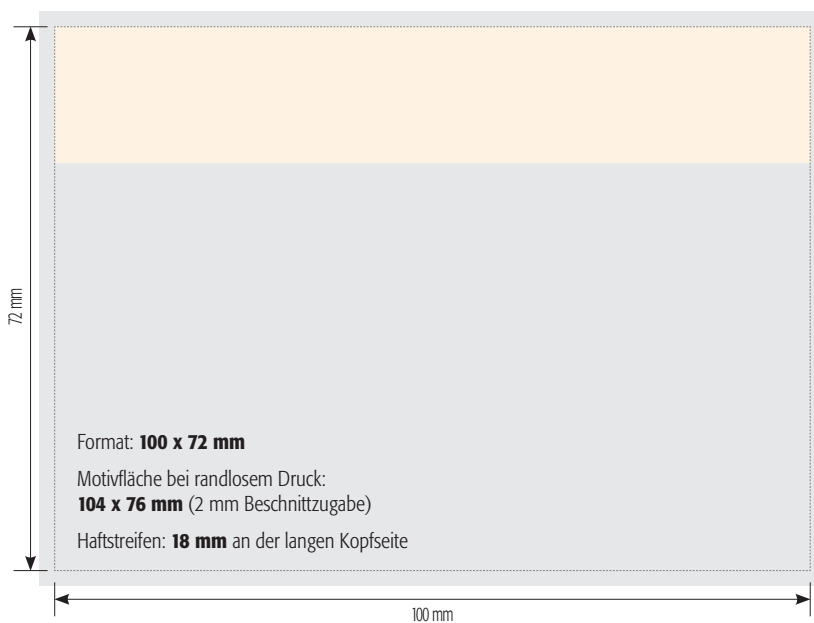 72 mm
Format: 100 x 72 mm
Motivfläche bei randlosem Druck:
104 x 76 mm (2 mm Beschnittzugabe)
Haftstreifen: 18 mm an der langen Kopfseite
100 mm